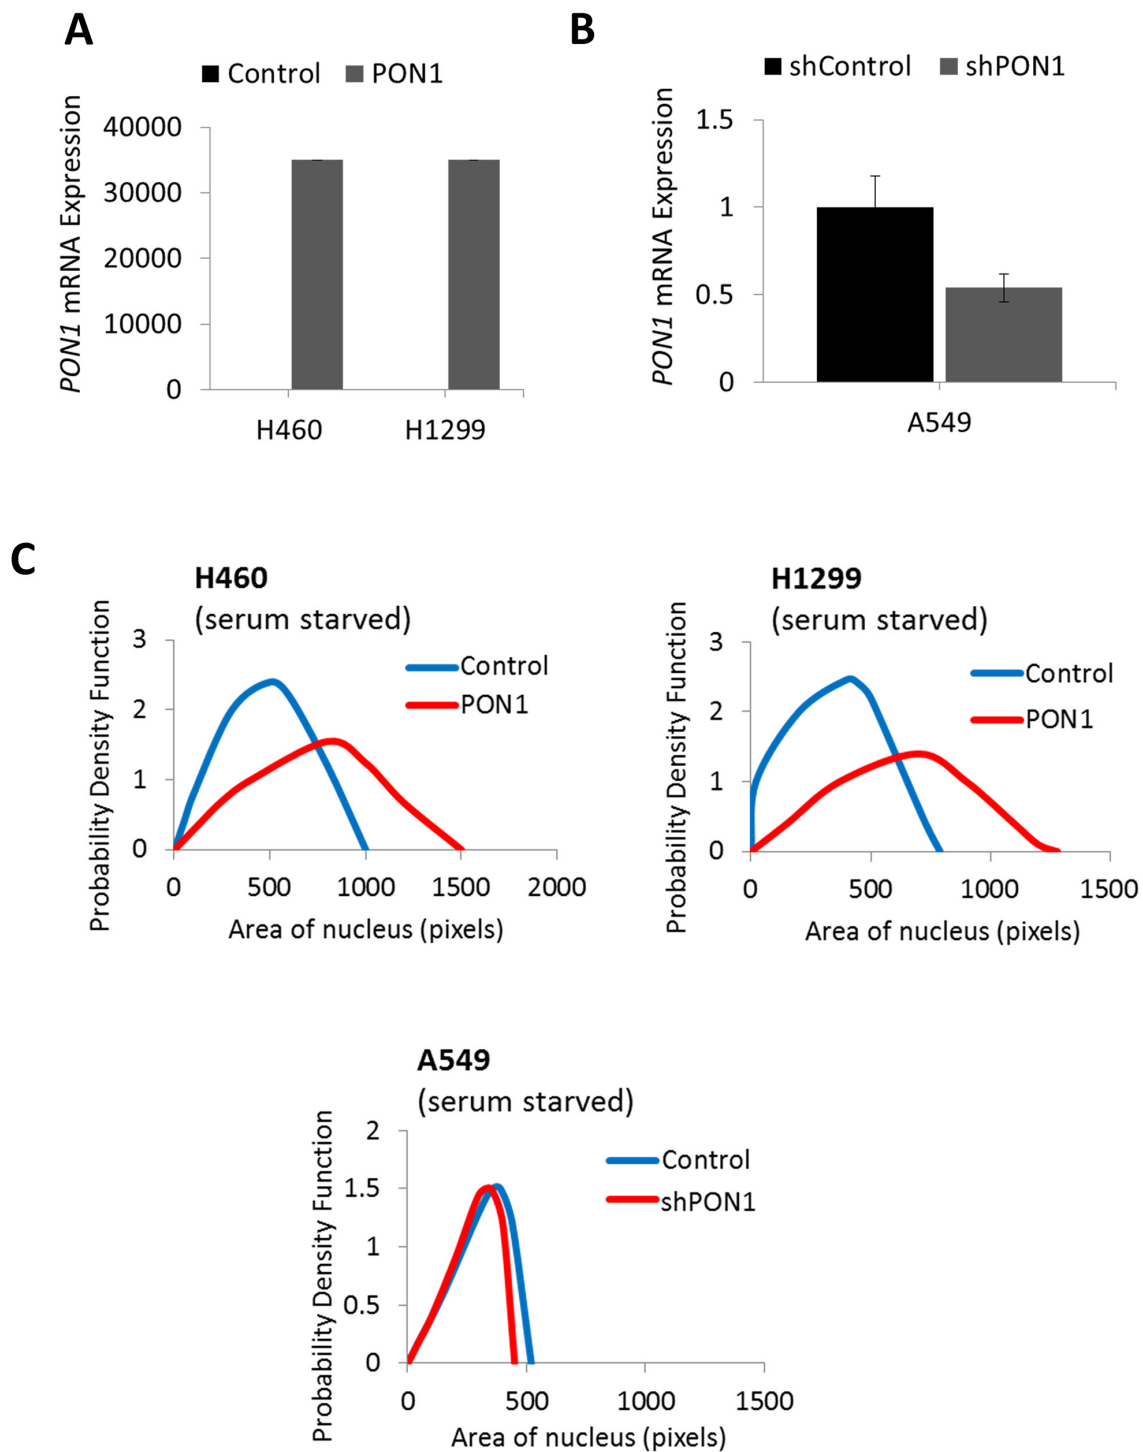 A
Control PON1
PON1 mRNA Expression
40000
30000
20000
10000
0
H460 H1299
B
shControl shPON1
PON1 mRNA Expression
1.5
1
0.5
0
A549
C
H460
(serum starved)
Probability Density Function
3
2
1
0
Control
PON1
0 500 1000 1500 2000
Area of nucleus (pixels)
H1299
(serum starved)
Probability Density Function
3
2
1
0
Control
PON1
0 500 1000 1500
Area of nucleus (pixels)
A549
(serum starved)
Probability Density Function
2
1.5
1
0.5
0
Control
shPON1
0 500 1000 1500
Area of nucleus (pixels)